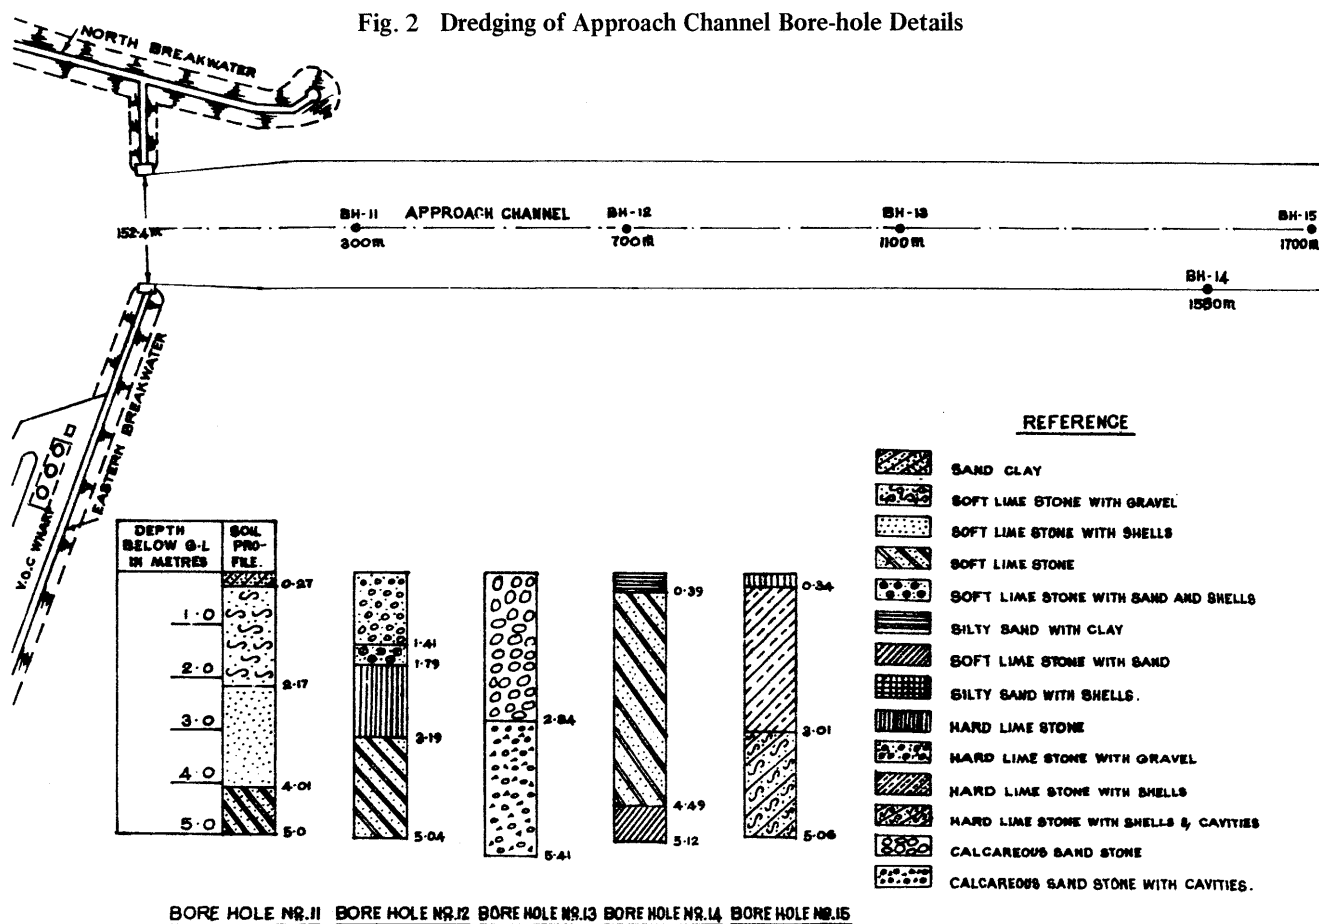 Fig. 2 Dredging of Approach Channel Bore-hole Details
NORTH BREAKWATER
BH-11 APPROACH CHANNEL BH-12 BH-13 BH-15
152.4m 300m 700m 1100m 1700m
BH-14
1550m
EASTERN BREAKWATER
V.O.C WHARF
REFERENCE
SAND CLAY
SOFT LIME STONE WITH GRAVEL
SOFT LIME STONE WITH SHELLS
SOFT LIME STONE
SOFT LIME STONE WITH SAND AND SHELLS
SILTY SAND WITH CLAY
SOFT LIME STONE WITH SAND
SILTY SAND WITH SHELLS.
HARD LIME STONE
HARD LIME STONE WITH GRAVEL
HARD LIME STONE WITH SHELLS
HARD LIME STONE WITH SHELLS & CAVITIES
CALCAREOUS SAND STONE
CALCAREOUS SAND STONE WITH CAVITIES.
DEPTH
BELOW G.L
IN METRES
SOIL
PRO-
FILE.
1.0
2.0
3.0
4.0
5.0
0.27
2.17
4.01
5.0
1.41
1.79
3.19
5.04
2.84
5.41
0.39
4.49
5.12
0.34
3.01
5.06
BORE HOLE NO.11 BORE HOLE NO.12 BORE HOLE NO.13 BORE HOLE NO.14 BORE HOLE NO.15